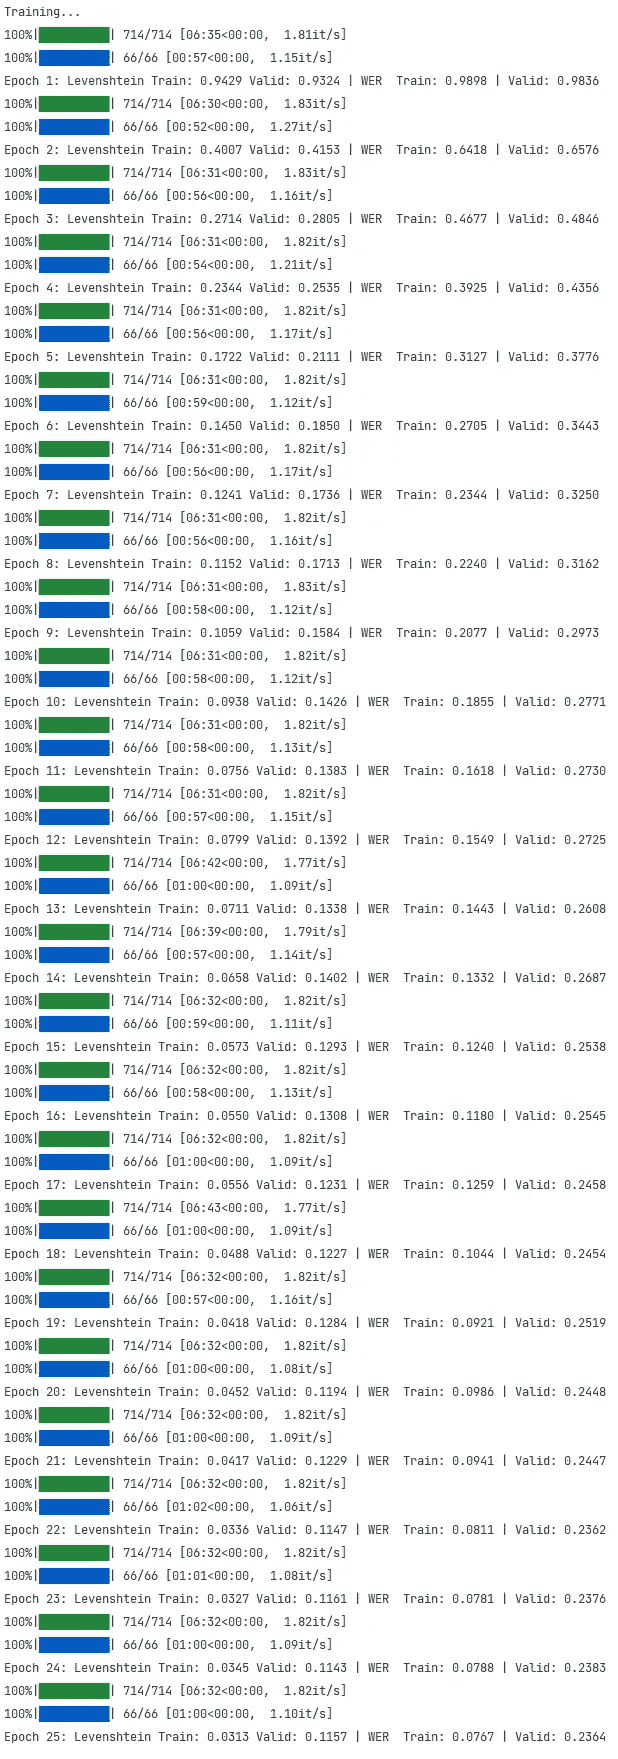 Training...
100%|| 714/714 [06:35<00:00,  1.81it/s]
100%|| 66/66 [00:57<00:00,  1.15it/s]
Epoch 1: Levenshtein Train: 0.9429 Valid: 0.9324 | WER  Train: 0.9898 | Valid: 0.9836
100%|| 714/714 [06:30<00:00,  1.83it/s]
100%|| 66/66 [00:52<00:00,  1.27it/s]
Epoch 2: Levenshtein Train: 0.4007 Valid: 0.4153 | WER  Train: 0.6418 | Valid: 0.6576
100%|| 714/714 [06:31<00:00,  1.83it/s]
100%|| 66/66 [00:56<00:00,  1.16it/s]
Epoch 3: Levenshtein Train: 0.2714 Valid: 0.2805 | WER  Train: 0.4677 | Valid: 0.4846
100%|| 714/714 [06:31<00:00,  1.82it/s]
100%|| 66/66 [00:54<00:00,  1.21it/s]
Epoch 4: Levenshtein Train: 0.2344 Valid: 0.2535 | WER  Train: 0.3925 | Valid: 0.4356
100%|| 714/714 [06:31<00:00,  1.82it/s]
100%|| 66/66 [00:56<00:00,  1.17it/s]
Epoch 5: Levenshtein Train: 0.1722 Valid: 0.2111 | WER  Train: 0.3127 | Valid: 0.3776
100%|| 714/714 [06:31<00:00,  1.82it/s]
100%|| 66/66 [00:59<00:00,  1.12it/s]
Epoch 6: Levenshtein Train: 0.1450 Valid: 0.1850 | WER  Train: 0.2705 | Valid: 0.3443
100%|| 714/714 [06:31<00:00,  1.82it/s]
100%|| 66/66 [00:56<00:00,  1.17it/s]
Epoch 7: Levenshtein Train: 0.1241 Valid: 0.1736 | WER  Train: 0.2344 | Valid: 0.3250
100%|| 714/714 [06:31<00:00,  1.82it/s]
100%|| 66/66 [00:56<00:00,  1.16it/s]
Epoch 8: Levenshtein Train: 0.1152 Valid: 0.1713 | WER  Train: 0.2240 | Valid: 0.3162
100%|| 714/714 [06:31<00:00,  1.83it/s]
100%|| 66/66 [00:58<00:00,  1.12it/s]
Epoch 9: Levenshtein Train: 0.1059 Valid: 0.1584 | WER  Train: 0.2077 | Valid: 0.2973
100%|| 714/714 [06:31<00:00,  1.82it/s]
100%|| 66/66 [00:58<00:00,  1.12it/s]
Epoch 10: Levenshtein Train: 0.0938 Valid: 0.1426 | WER  Train: 0.1855 | Valid: 0.2771
100%|| 714/714 [06:31<00:00,  1.82it/s]
100%|| 66/66 [00:58<00:00,  1.13it/s]
Epoch 11: Levenshtein Train: 0.0756 Valid: 0.1383 | WER  Train: 0.1618 | Valid: 0.2730
100%|| 714/714 [06:31<00:00,  1.82it/s]
100%|| 66/66 [00:57<00:00,  1.15it/s]
Epoch 12: Levenshtein Train: 0.0799 Valid: 0.1392 | WER  Train: 0.1549 | Valid: 0.2725
100%|| 714/714 [06:42<00:00,  1.77it/s]
100%|| 66/66 [01:00<00:00,  1.09it/s]
Epoch 13: Levenshtein Train: 0.0711 Valid: 0.1338 | WER  Train: 0.1443 | Valid: 0.2608
100%|| 714/714 [06:39<00:00,  1.79it/s]
100%|| 66/66 [00:57<00:00,  1.14it/s]
Epoch 14: Levenshtein Train: 0.0658 Valid: 0.1402 | WER  Train: 0.1332 | Valid: 0.2687
100%|| 714/714 [06:32<00:00,  1.82it/s]
100%|| 66/66 [00:59<00:00,  1.11it/s]
Epoch 15: Levenshtein Train: 0.0573 Valid: 0.1293 | WER  Train: 0.1240 | Valid: 0.2538
100%|| 714/714 [06:32<00:00,  1.82it/s]
100%|| 66/66 [00:58<00:00,  1.13it/s]
Epoch 16: Levenshtein Train: 0.0550 Valid: 0.1308 | WER  Train: 0.1180 | Valid: 0.2545
100%|| 714/714 [06:32<00:00,  1.82it/s]
100%|| 66/66 [01:00<00:00,  1.09it/s]
Epoch 17: Levenshtein Train: 0.0556 Valid: 0.1231 | WER  Train: 0.1259 | Valid: 0.2458
100%|| 714/714 [06:43<00:00,  1.77it/s]
100%|| 66/66 [01:00<00:00,  1.09it/s]
Epoch 18: Levenshtein Train: 0.0488 Valid: 0.1227 | WER  Train: 0.1044 | Valid: 0.2454
100%|| 714/714 [06:32<00:00,  1.82it/s]
100%|| 66/66 [00:57<00:00,  1.16it/s]
Epoch 19: Levenshtein Train: 0.0418 Valid: 0.1284 | WER  Train: 0.0921 | Valid: 0.2519
100%|| 714/714 [06:32<00:00,  1.82it/s]
100%|| 66/66 [01:00<00:00,  1.08it/s]
Epoch 20: Levenshtein Train: 0.0452 Valid: 0.1194 | WER  Train: 0.0986 | Valid: 0.2448
100%|| 714/714 [06:32<00:00,  1.82it/s]
100%|| 66/66 [01:00<00:00,  1.09it/s]
Epoch 21: Levenshtein Train: 0.0417 Valid: 0.1229 | WER  Train: 0.0941 | Valid: 0.2447
100%|| 714/714 [06:32<00:00,  1.82it/s]
100%|| 66/66 [01:02<00:00,  1.06it/s]
Epoch 22: Levenshtein Train: 0.0336 Valid: 0.1147 | WER  Train: 0.0811 | Valid: 0.2362
100%|| 714/714 [06:32<00:00,  1.82it/s]
100%|| 66/66 [01:01<00:00,  1.08it/s]
Epoch 23: Levenshtein Train: 0.0327 Valid: 0.1161 | WER  Train: 0.0781 | Valid: 0.2376
100%|| 714/714 [06:32<00:00,  1.82it/s]
100%|| 66/66 [01:00<00:00,  1.09it/s]
Epoch 24: Levenshtein Train: 0.0345 Valid: 0.1143 | WER  Train: 0.0788 | Valid: 0.2383
100%|| 714/714 [06:32<00:00,  1.82it/s]
100%|| 66/66 [01:00<00:00,  1.10it/s]
Epoch 25: Levenshtein Train: 0.0313 Valid: 0.1157 | WER  Train: 0.0767 | Valid: 0.2364